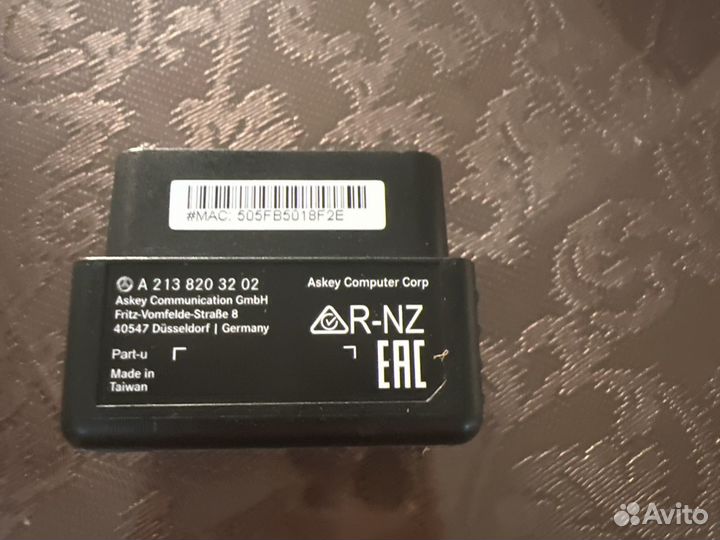 #MAC: 505FB5018F2E
A 213 820 32 02
Askey Communication GmbH
Fritz-Vomfelde-Straße 8
40547 Düsseldorf | Germany
Part-u
Made in
Taiwan
Askey Computer Corp
R-NZ
EAC
Avito